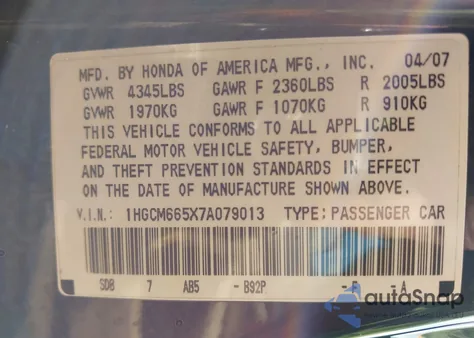 MFD. BY HONDA OF AMERICA MFG., INC. 04/07
GVWR 4345LBS GAWR F 2360LBS R 2005LBS
GVWR 1970KG GAWR F 1070KG R 910KG
THIS VEHICLE CONFORMS TO ALL APPLICABLE
FEDERAL MOTOR VEHICLE SAFETY, BUMPER,
AND THEFT PREVENTION STANDARDS IN EFFECT
ON THE DATE OF MANUFACTURE SHOWN ABOVE.
V.I.N.: 1HGCM665X7A079013 TYPE: PASSENGER CAR
SD8 7 AB5 -B92P - -A
autoSnap